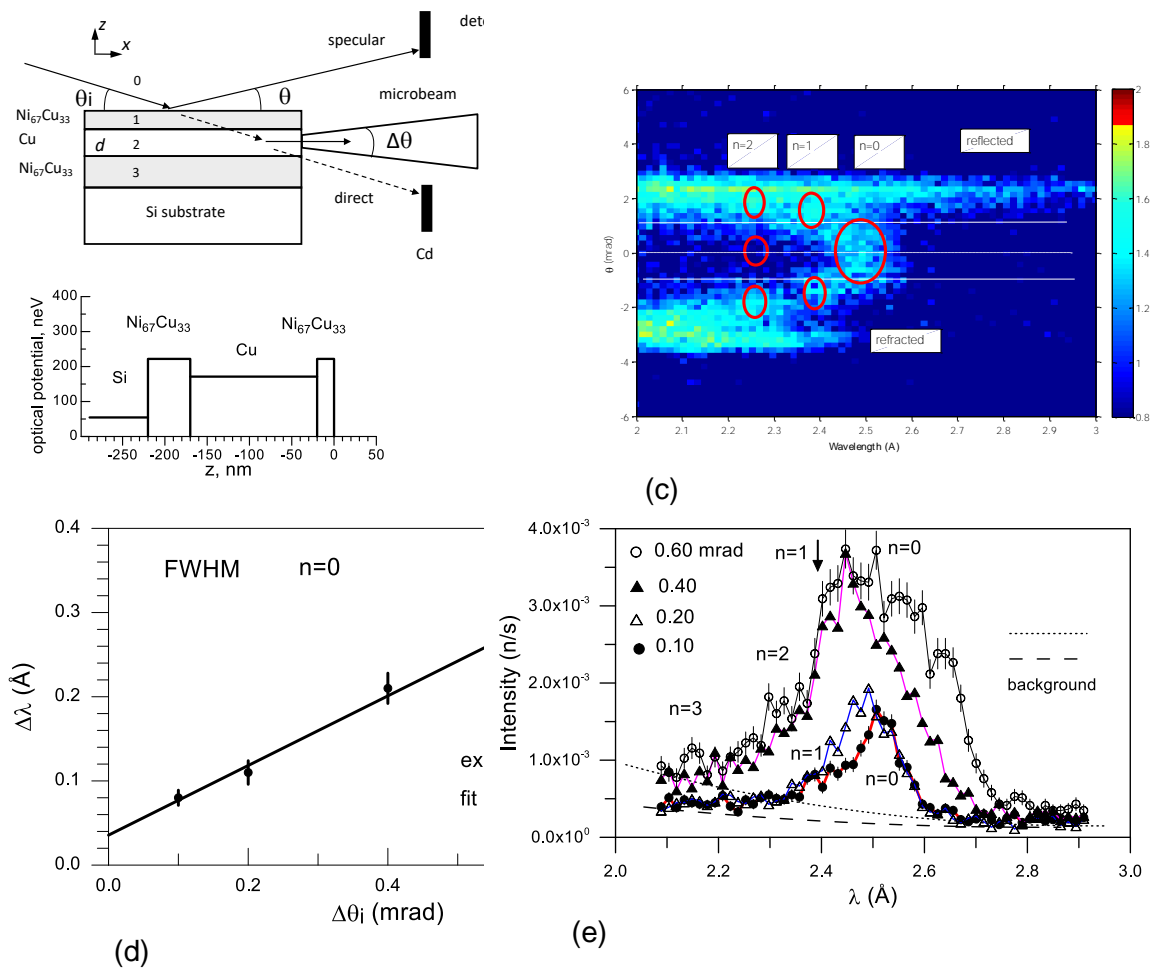 z
x
specular
dete
0
microbeam
θi
θ
Ni67Cu33
1
Cu
d
2
Δθ
Ni67Cu33
3
direct
Si substrate
Cd
400
300
200
100
0
optical potential, neV
Ni67Cu33
Ni67Cu33
Cu
Si
-250 -200 -150 -100 -50 0 50
z, nm
6
4
2
0
-2
-4
-6
θ (mrad)
n=2
n=1
n=0
reflected
refracted
2 2.1 2.2 2.3 2.4 2.5 2.6 2.7 2.8 2.9 3
Wavelength (A)
2
1.8
1.6
1.4
1.2
1
0.8
(c)
0.4
0.3
0.2
0.1
0.0
Δλ (Å)
FWHM n=0
ex
fit
0.0 0.2 0.4
Δθi (mrad)
(d)
4.0x10-3
3.0x10-3
2.0x10-3
1.0x10-3
0.0x100
Intensity (n/s)
0.60 mrad
0.40
0.20
0.10
n=1
n=0
n=2
n=3
n=1
n=0
background
2.0 2.2 2.4 2.6 2.8 3.0
λ (Å)
(e)